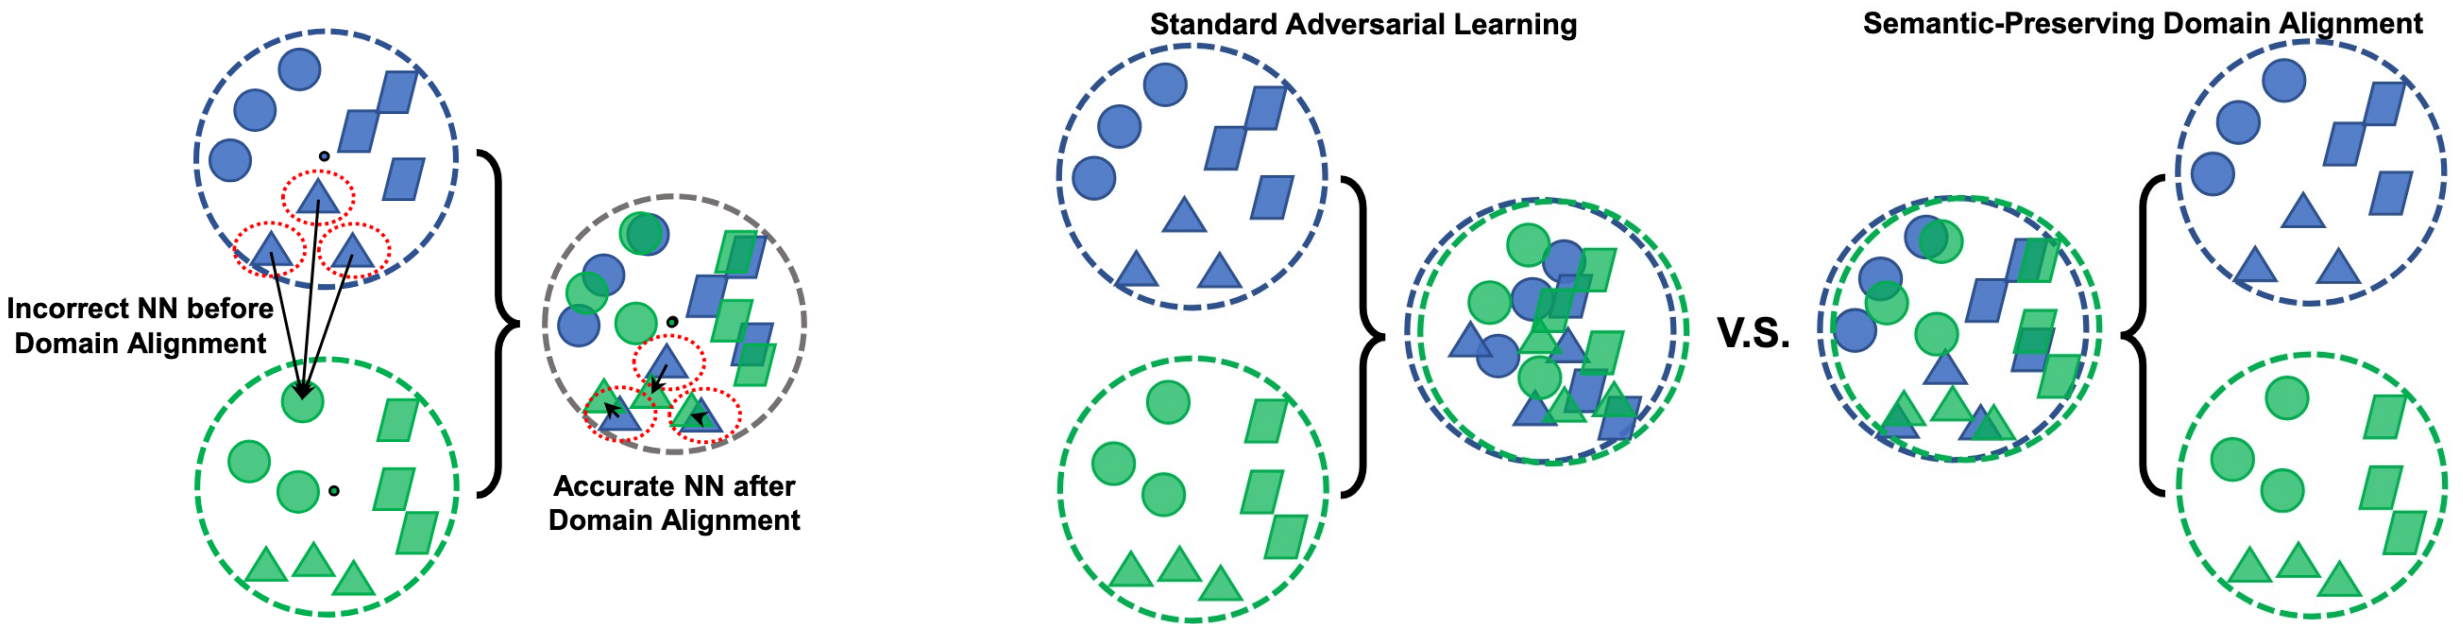 Standard Adversarial Learning
Semantic-Preserving Domain Alignment
Incorrect NN before
Domain Alignment
V.S.
Accurate NN after
Domain Alignment